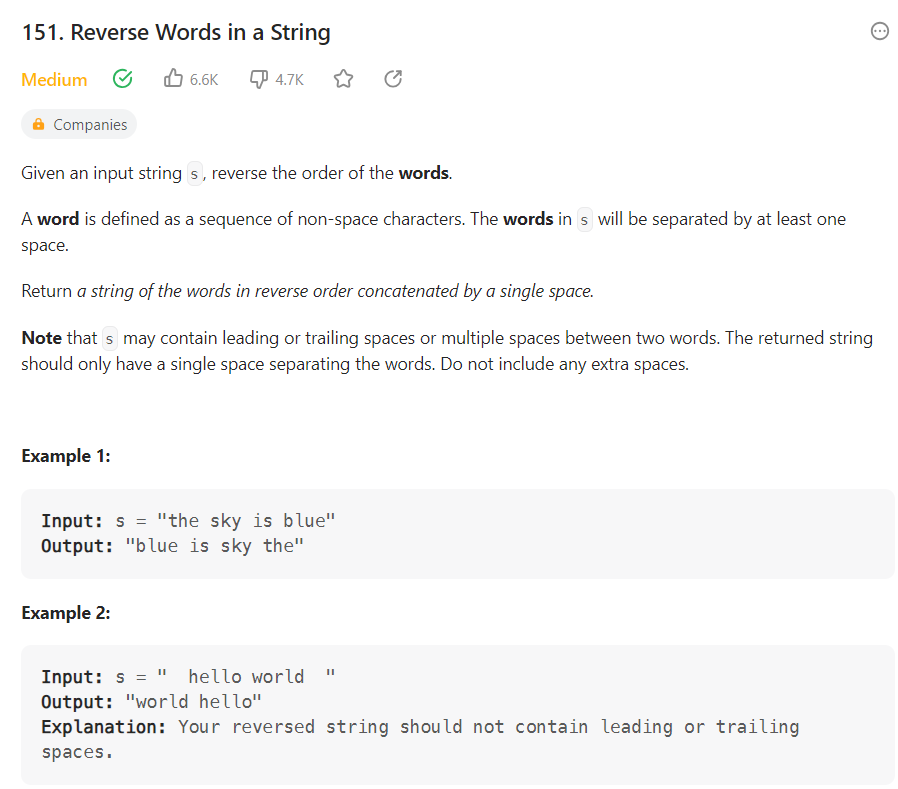 151. Reverse Words in a String
Medium 6.6K 4.7K
Companies
Given an input string s, reverse the order of the words.
A word is defined as a sequence of non-space characters. The words in s will be separated by at least one
space.
Return a string of the words in reverse order concatenated by a single space.
Note that s may contain leading or trailing spaces or multiple spaces between two words. The returned string
should only have a single space separating the words. Do not include any extra spaces.
Example 1:
Input: s = "the sky is blue"
Output: "blue is sky the"
Example 2:
Input: s = "  hello world  "
Output: "world hello"
Explanation: Your reversed string should not contain leading or trailing
spaces.